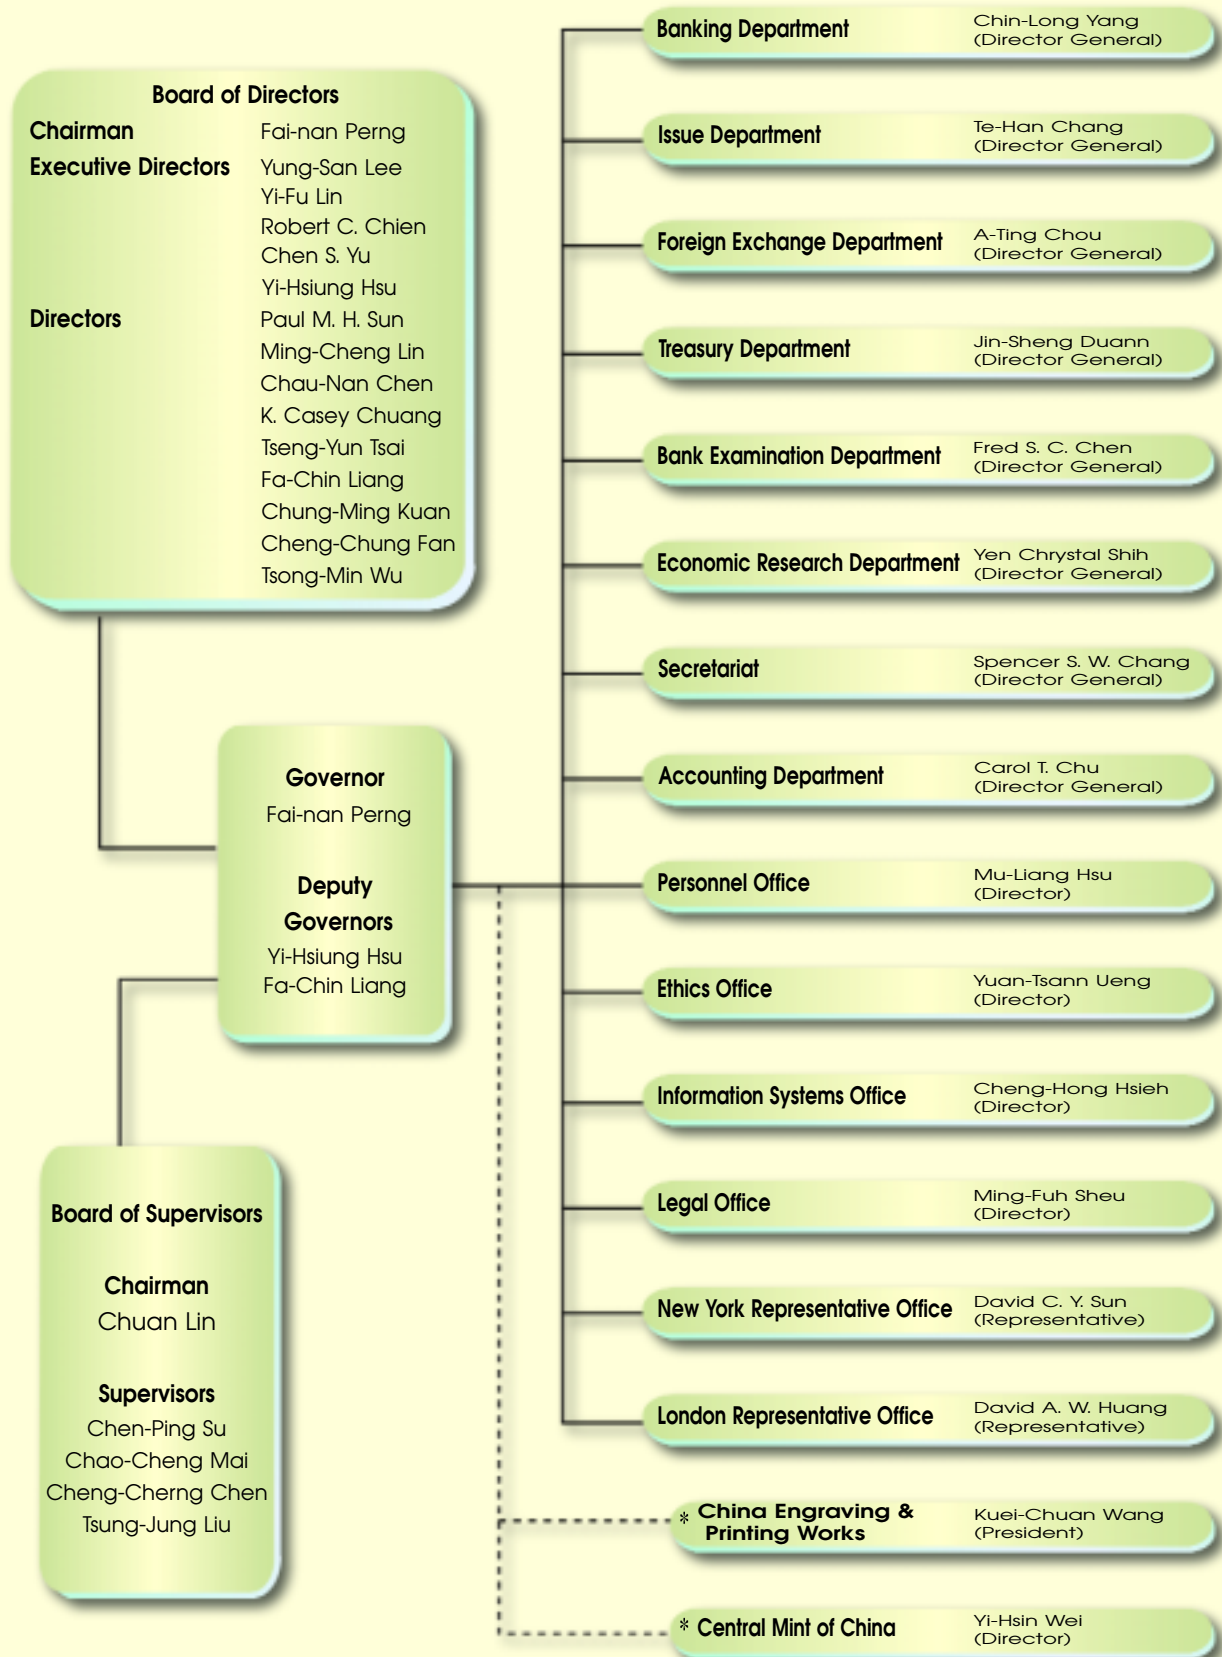 Board of Directors
Chairman Fai-nan Perng
Executive Directors Yung-San Lee
Yi-Fu Lin
Robert C. Chien
Chen S. Yu
Yi-Hsiung Hsu
Directors Paul M. H. Sun
Ming-Cheng Lin
Chau-Nan Chen
K. Casey Chuang
Tseng-Yun Tsai
Fa-Chin Liang
Chung-Ming Kuan
Cheng-Chung Fan
Tsong-Min Wu
Governor
Fai-nan Perng
Deputy
Governors
Yi-Hsiung Hsu
Fa-Chin Liang
Board of Supervisors
Chairman
Chuan Lin
Supervisors
Chen-Ping Su
Chao-Cheng Mai
Cheng-Cherng Chen
Tsung-Jung Liu
Banking Department Chin-Long Yang
(Director General)
Issue Department Te-Han Chang
(Director General)
Foreign Exchange Department A-Ting Chou
(Director General)
Treasury Department Jin-Sheng Duann
(Director General)
Bank Examination Department Fred S. C. Chen
(Director General)
Economic Research Department Yen Chrystal Shih
(Director General)
Secretariat Spencer S. W. Chang
(Director General)
Accounting Department Carol T. Chu
(Director General)
Personnel Office Mu-Liang Hsu
(Director)
Ethics Office Yuan-Tsann Ueng
(Director)
Information Systems Office Cheng-Hong Hsieh
(Director)
Legal Office Ming-Fuh Sheu
(Director)
New York Representative Office David C. Y. Sun
(Representative)
London Representative Office David A. W. Huang
(Representative)
* China Engraving & Kuei-Chuan Wang
Printing Works (President)
* Central Mint of China Yi-Hsin Wei
(Director)